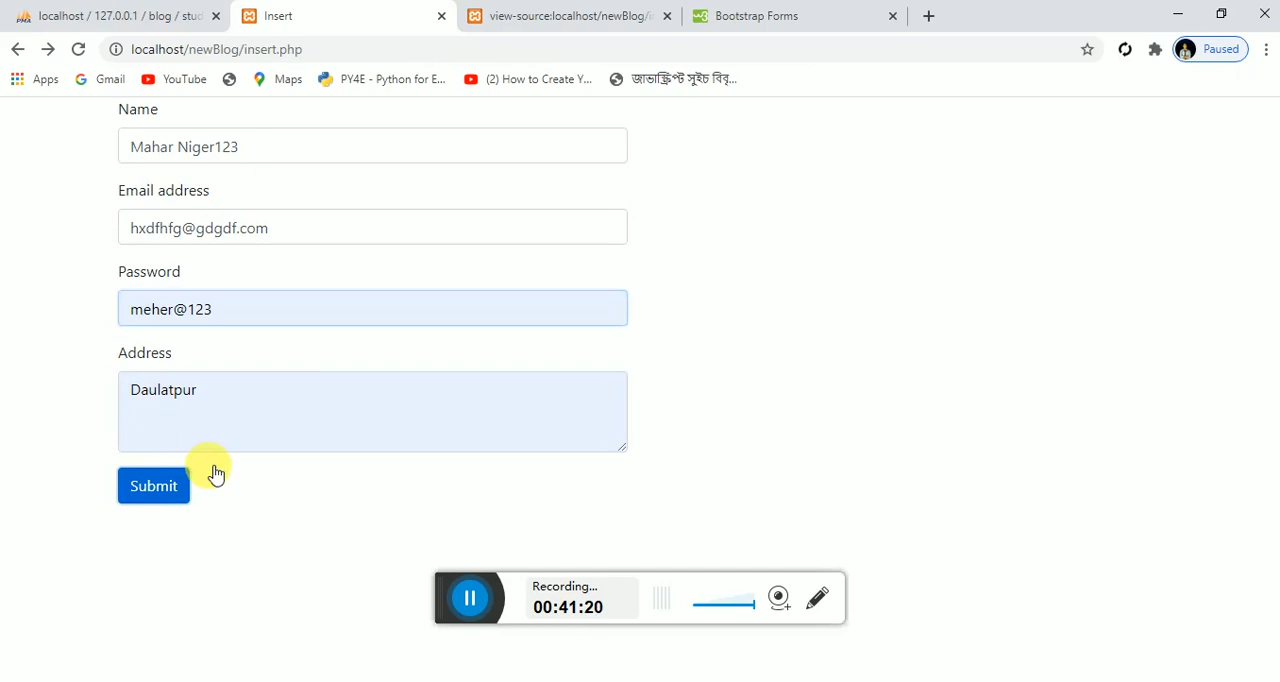 localhost / 127.0.0.1 / blog / stud
Insert
view-source:localhost/newBlog/in
Bootstrap Forms
localhost/newBlog/insert.php
Paused
Apps
Gmail
YouTube
Maps
PY4E - Python for E...
(2) How to Create Y...
জাভাস্ক্রিপ্ট সুইচ বিবৃ...
Name
Mahar Niger123
Email address
hxdfhfg@gdgdf.com
Password
meher@123
Address
Daulatpur
Submit
Recording...
00:41:20